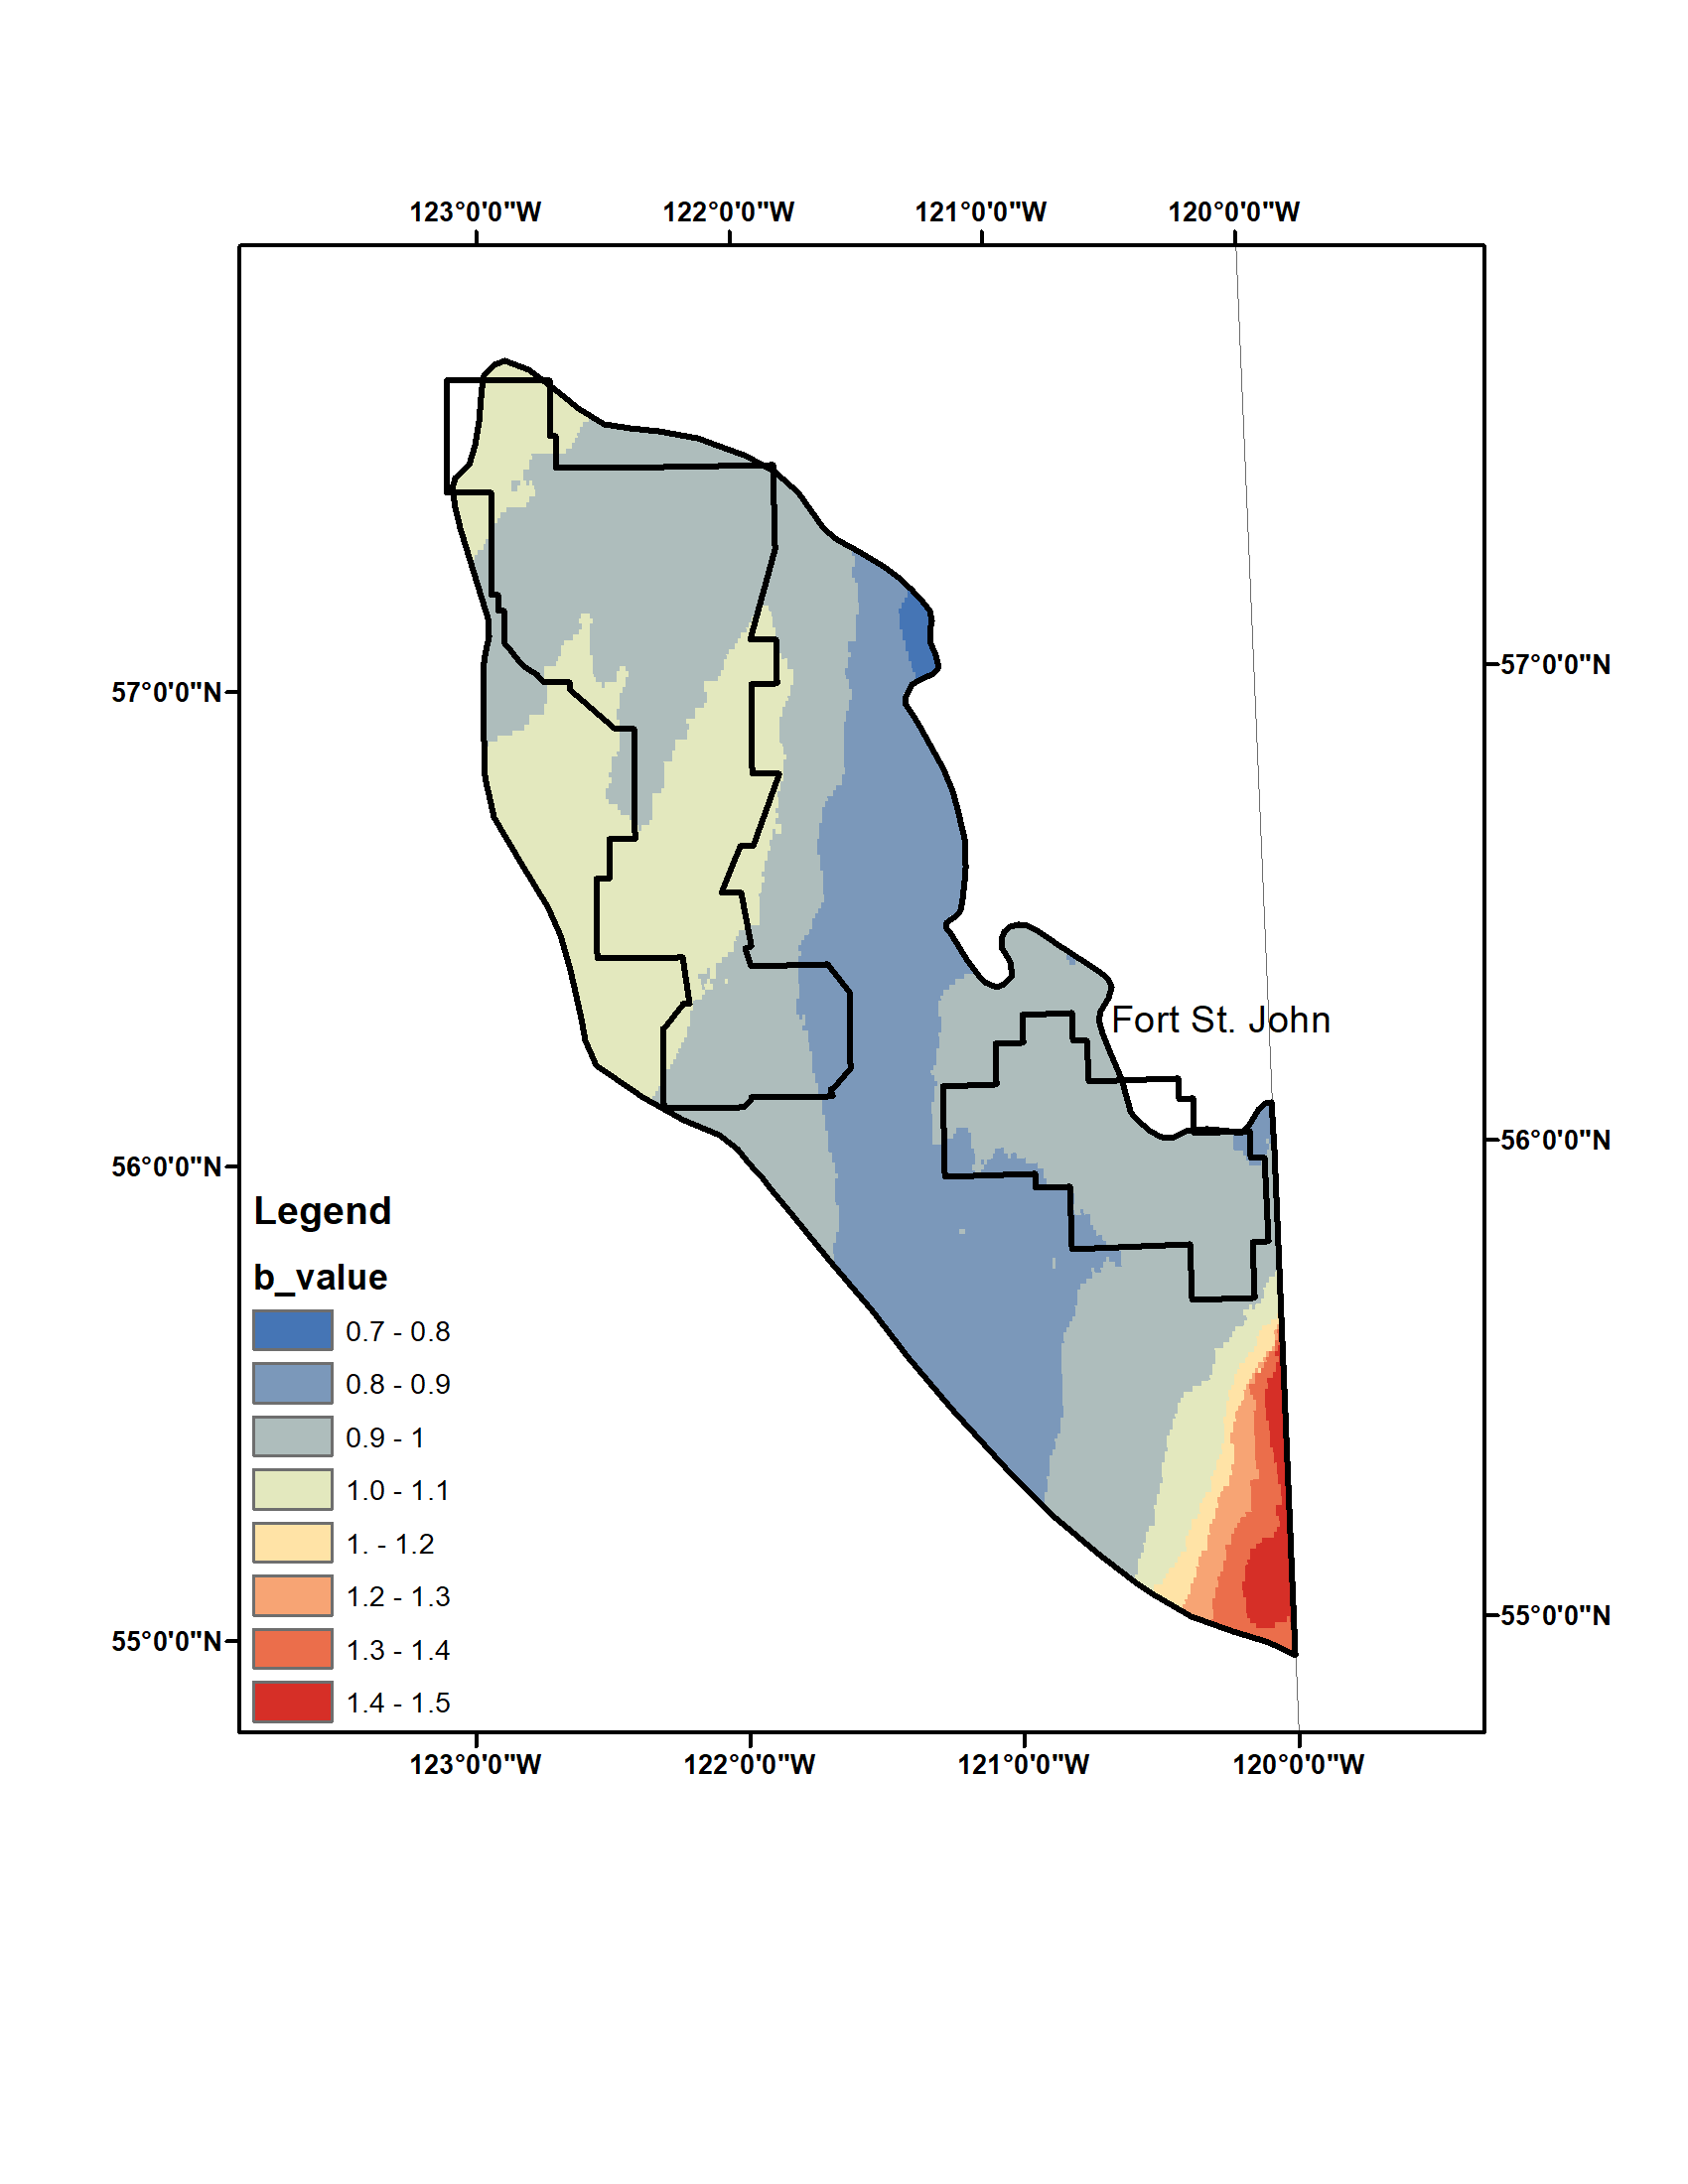 123°0'0"W 122°0'0"W 121°0'0"W 120°0'0"W
57°0'0"N
57°0'0"N
Fort St. John
56°0'0"N
56°0'0"N
Legend
b_value
0.7 - 0.8
0.8 - 0.9
0.9 - 1
1.0 - 1.1
1. - 1.2
1.2 - 1.3
1.3 - 1.4
1.4 - 1.5
55°0'0"N
55°0'0"N
123°0'0"W 122°0'0"W 121°0'0"W 120°0'0"W